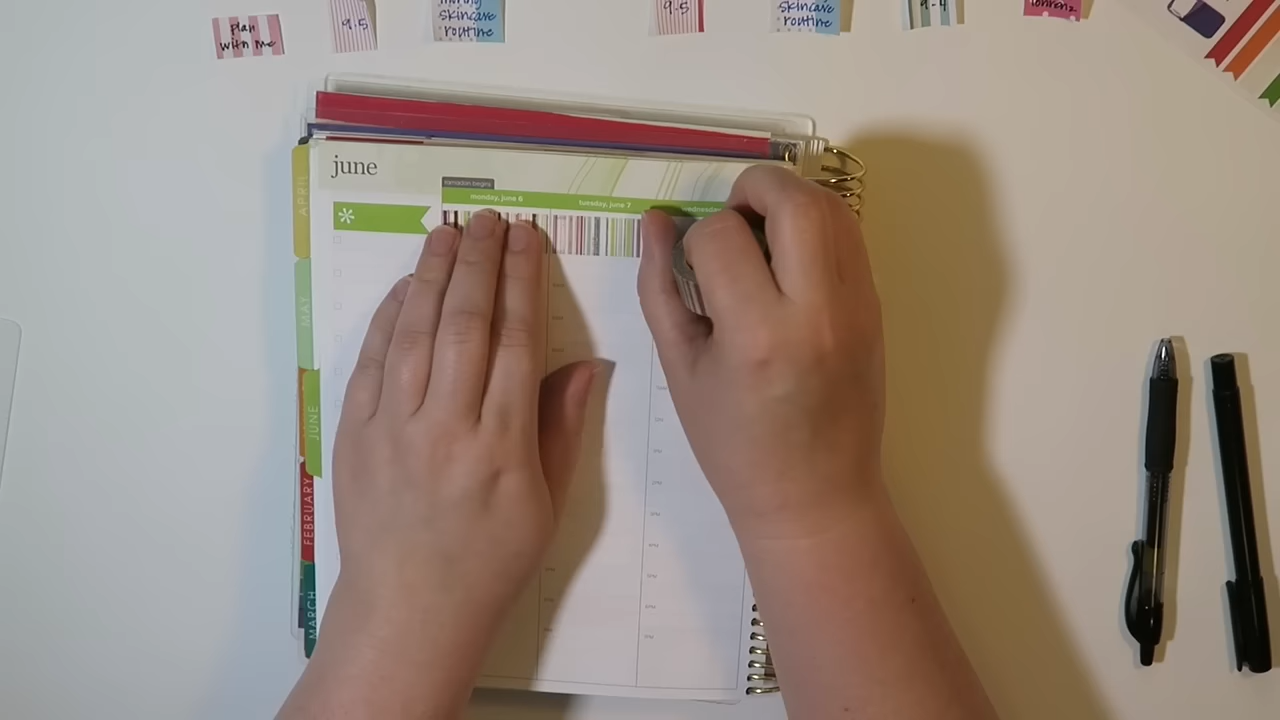 plan
with me
9-5
skincare
routine
9-5
skincare
routine
9-4
june
ramadan begins
monday, june 6
tuesday, june 7
*
APRIL
MAY
JUNE
FEBRUARY
MARCH